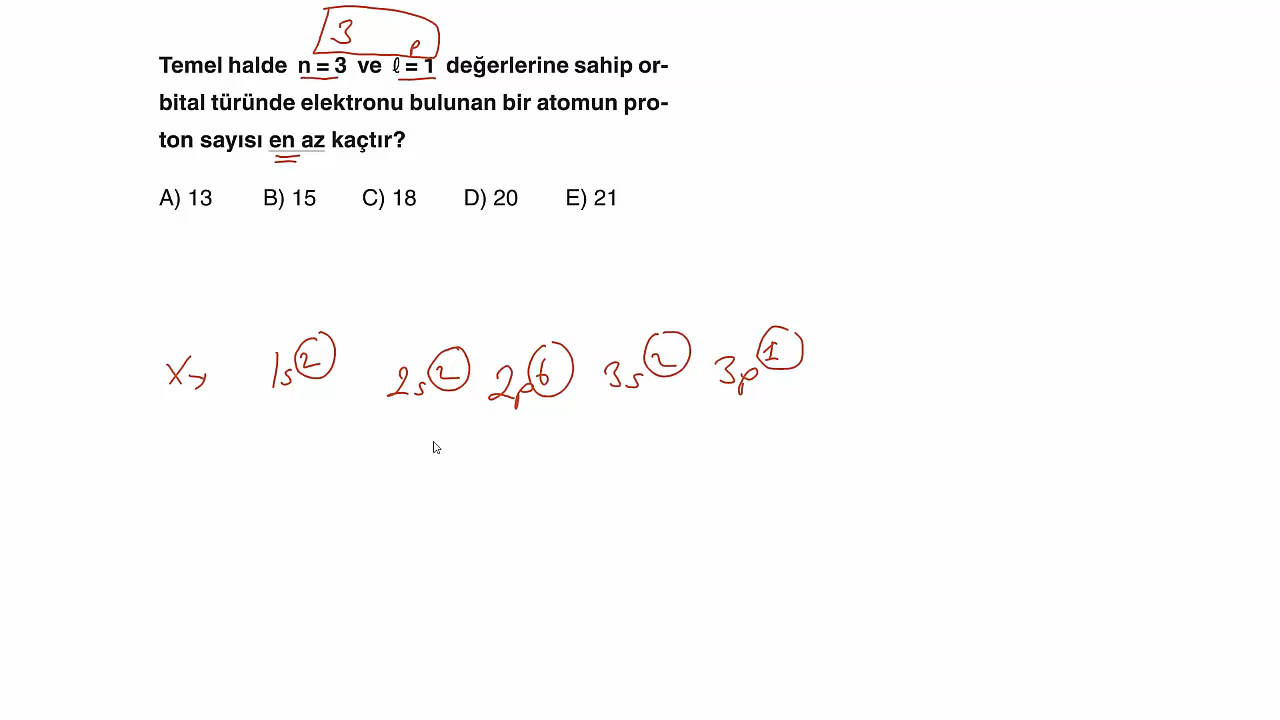 3 p
Temel halde n = 3 ve ℓ = 1 değerlerine sahip or-
bital türünde elektronu bulunan bir atomun pro-
ton sayısı en az kaçtır?
A) 13 B) 15 C) 18 D) 20 E) 21
X→ 1s² 2s² 2p⁶ 3s² 3p¹